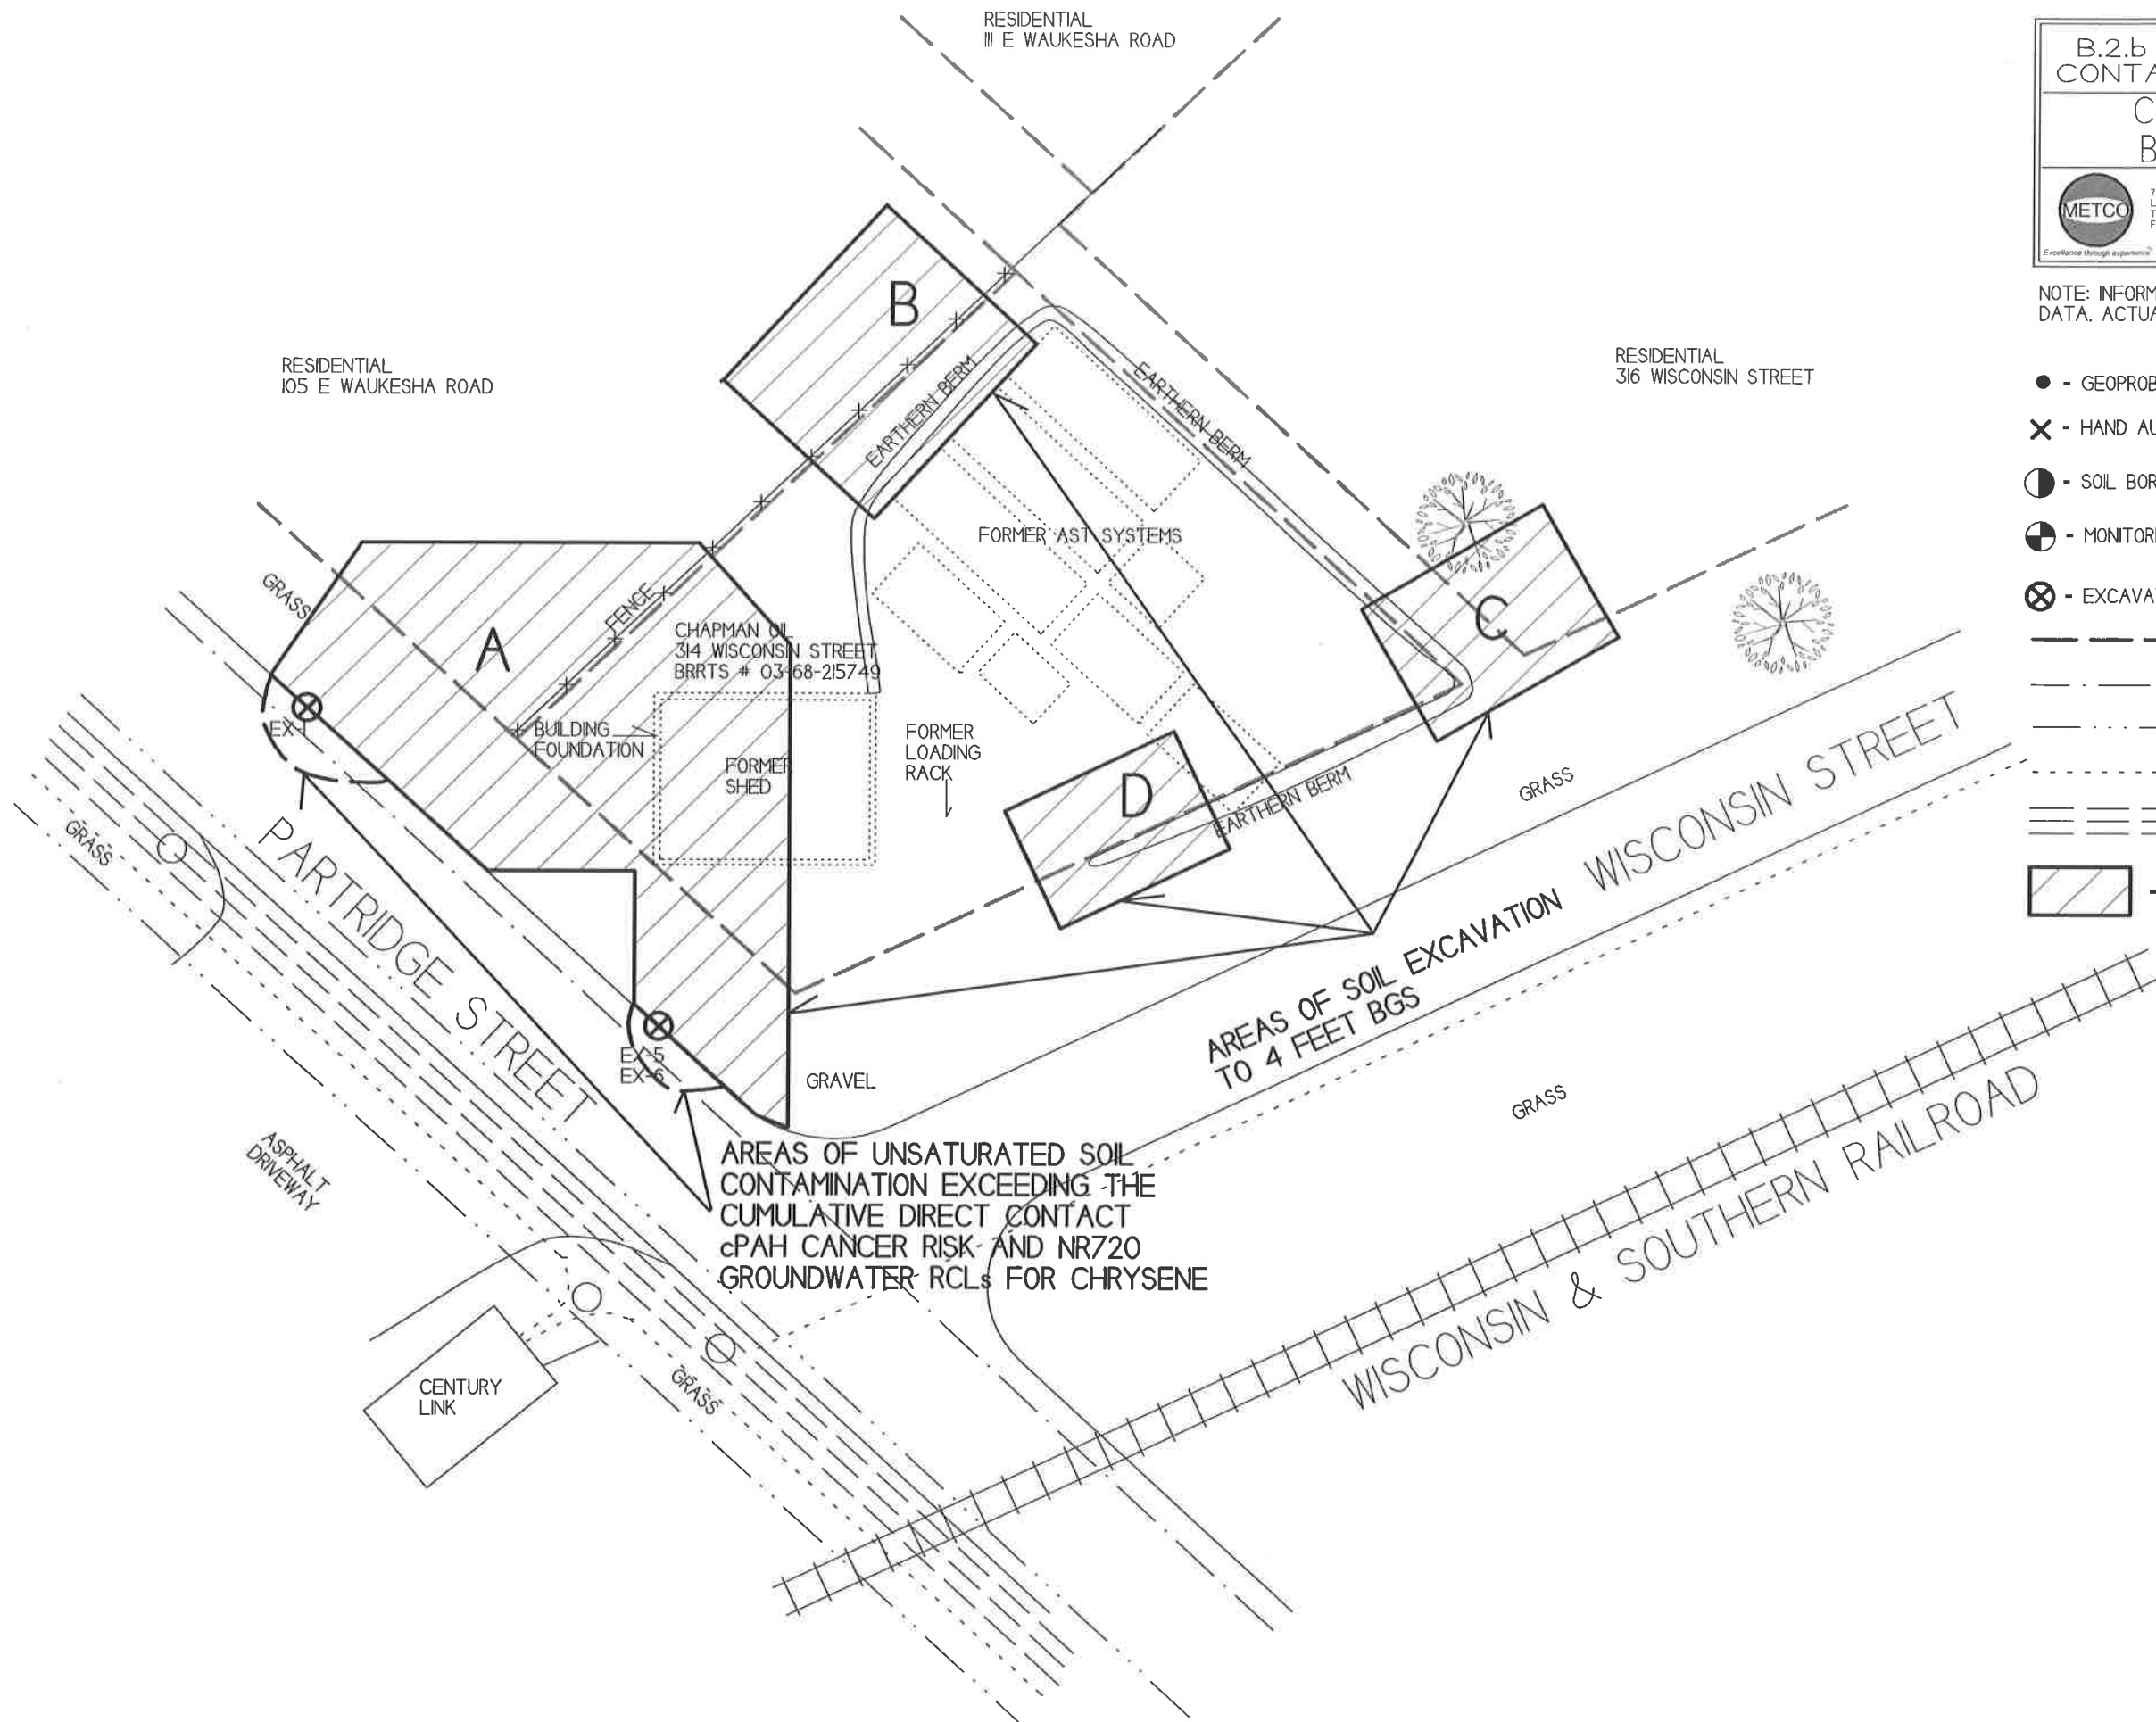 RESIDENTIAL
111 E WAUKESHA ROAD
B.2.b
METCO
Excellence through experience
RESIDENTIAL
105 E WAUKESHA ROAD
B
EARTHERN BERM
EARTHERN BERM
RESIDENTIAL
316 WISCONSIN STREET
NOTE: INFORM
DATA. ACTUA
- GEOPROB
- HAND AU
- SOIL BOR
- MONITOR
- EXCAVA
FORMER AST SYSTEMS
GRASS
A
FENCE
CHAPMAN OIL
314 WISCONSIN STREET
BRRTS # 03-68-215749
C
EX-1
BUILDING
FOUNDATION
FORMER
SHED
FORMER
LOADING
RACK
D
EARTHERN BERM
GRASS
WISCONSIN STREET
GRASS
PARTRIDGE STREET
AREAS OF SOIL EXCAVATION
TO 4 FEET BGS
EX-5
EX-6
GRAVEL
GRASS
ASPHALT
DRIVEWAY
AREAS OF UNSATURATED SOIL
CONTAMINATION EXCEEDING THE
CUMULATIVE DIRECT CONTACT
cPAH CANCER RISK AND NR720
GROUNDWATER RCLs FOR CHRYSENE
WISCONSIN & SOUTHERN RAILROAD
CENTURY
LINK
GRASS